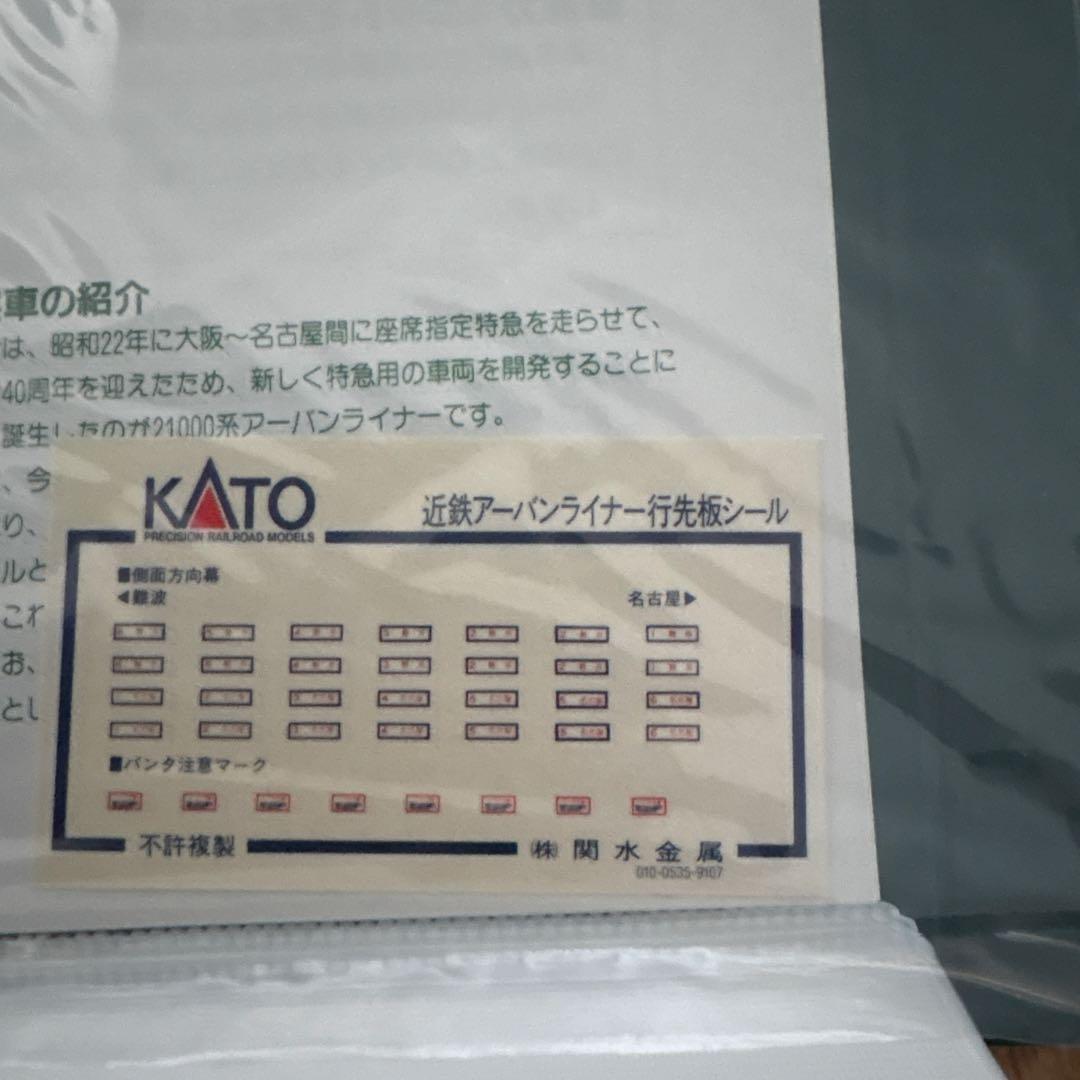 車の紹介
は、昭和22年に大阪～名古屋間に座席指定特急を走らせて、
40周年を迎えたため、新しく特急用の車両を開発することに
誕生したのが21000系アーバンライナーです。
、今
り、
ルと
これ
お、
とし
KATO
PRECISION RAILROAD MODELS
近鉄アーバンライナー行先板シール
■側面方向幕
◀難波
名古屋▶
■パンタ注意マーク
不許複製
㈱関水金属
010-0535-9107